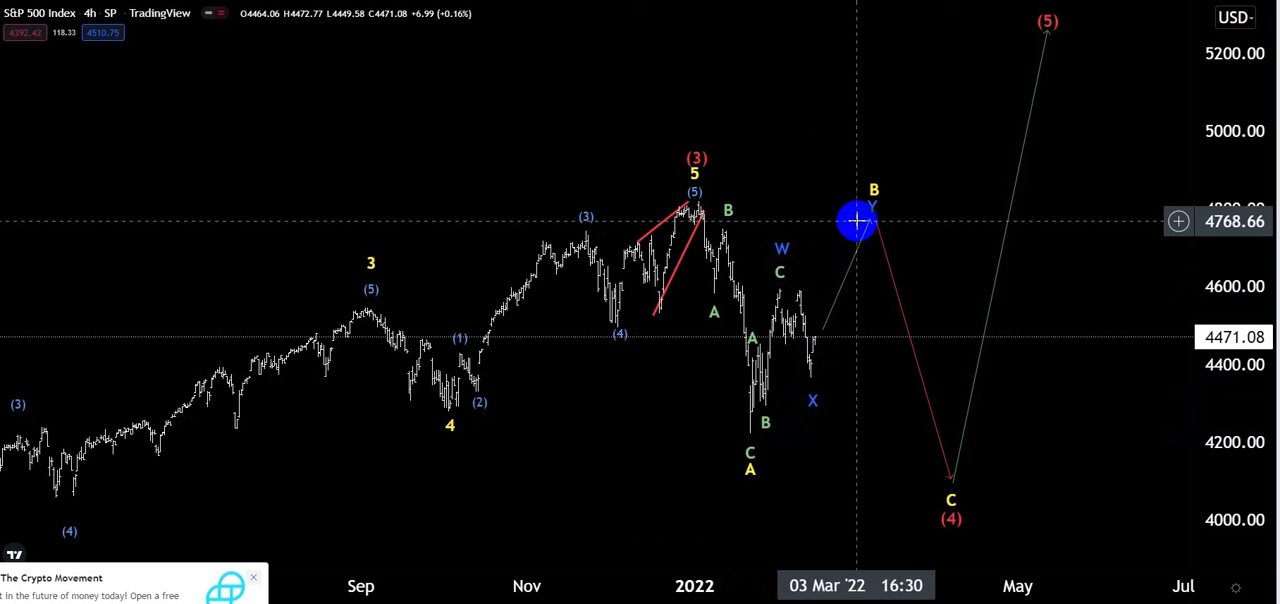 S&P 500 Index · 4h · SP · TradingView
O4464.06 H4472.77 L4449.58 C4471.08 +6.99 (+0.16%)
USD
4392.42 118.33 4510.75
(5)
5200.00
5000.00
(3)
5
(5)
B
Y
4800.00
B
(3)
4768.66
W
3
C
(5)
4600.00
A
(4)
(1)
A
4471.08
4400.00
(3)
(2)
X
4
B
4200.00
C
A
C
(4)
4000.00
(4)
Sep
Nov
2022
03 Mar '22 16:30
May
Jul
The Crypto Movement
t in the future of money today! Open a free